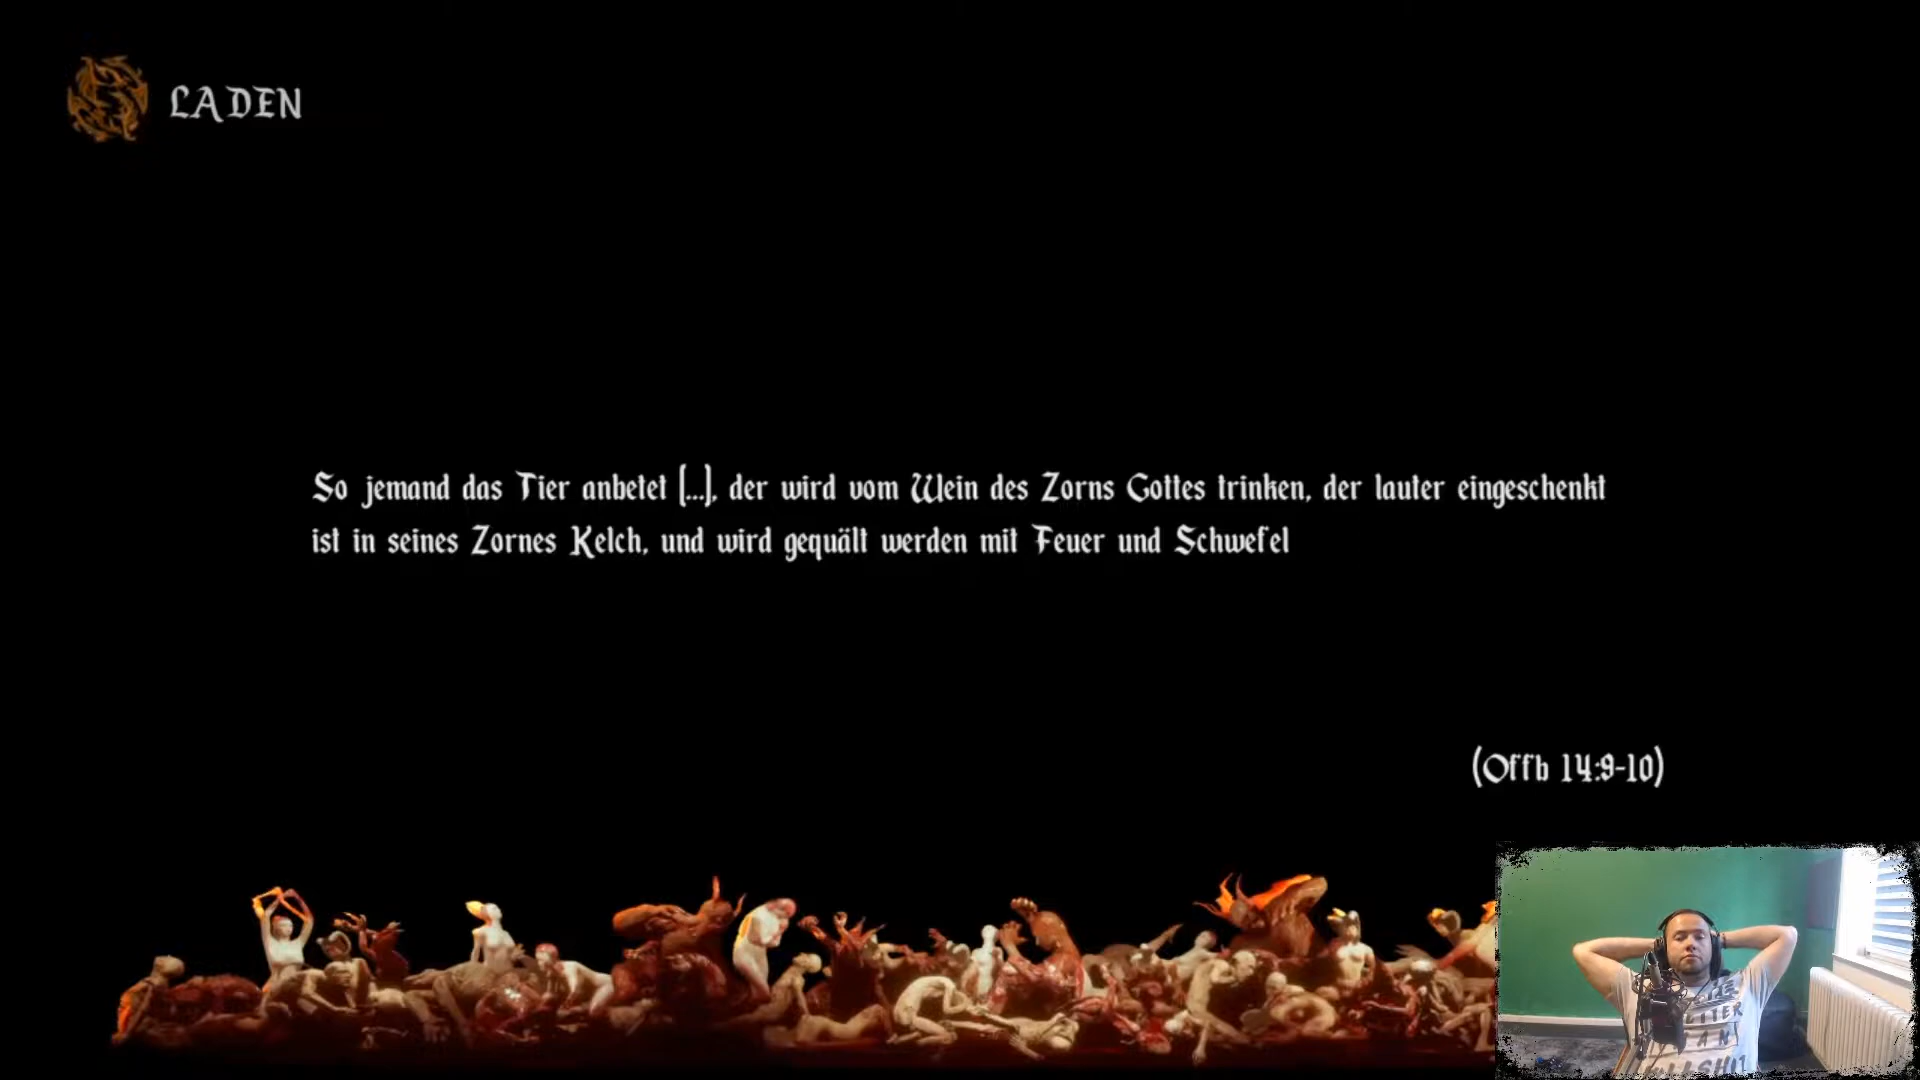 LADEN
So jemand das Tier anbetet [...], der wird vom Wein des Zorns Gottes trinken, der lauter eingeschenkt
ist in seines Zornes Kelch, und wird gequält werden mit Feuer und Schwefel
(Offb 14:9-10)